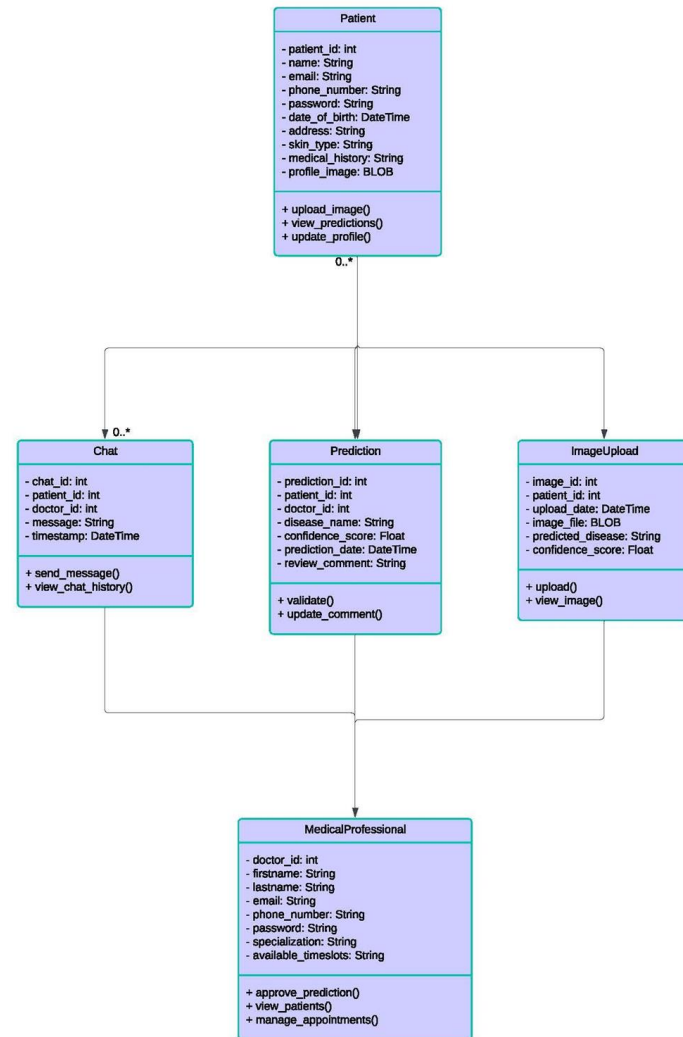 Patient
- patient_id: int
- name: String
- email: String
- phone_number: String
- password: String
- date_of_birth: DateTime
- address: String
- skin_type: String
- medical_history: String
- profile_image: BLOB
+ upload_image()
+ view_predictions()
+ update_profile()
0..*
0..*
Chat
- chat_id: int
- patient_id: int
- doctor_id: int
- message: String
- timestamp: DateTime
+ send_message()
+ view_chat_history()
Prediction
- prediction_id: int
- patient_id: int
- doctor_id: int
- disease_name: String
- confidence_score: Float
- prediction_date: DateTime
- review_comment: String
+ validate()
+ update_comment()
ImageUpload
- image_id: int
- patient_id: int
- upload_date: DateTime
- image_file: BLOB
- predicted_disease: String
- confidence_score: Float
+ upload()
+ view_image()
MedicalProfessional
- doctor_id: int
- firstname: String
- lastname: String
- email: String
- phone_number: String
- password: String
- specialization: String
- available_timeslots: String
+ approve_prediction()
+ view_patients()
+ manage_appointments()